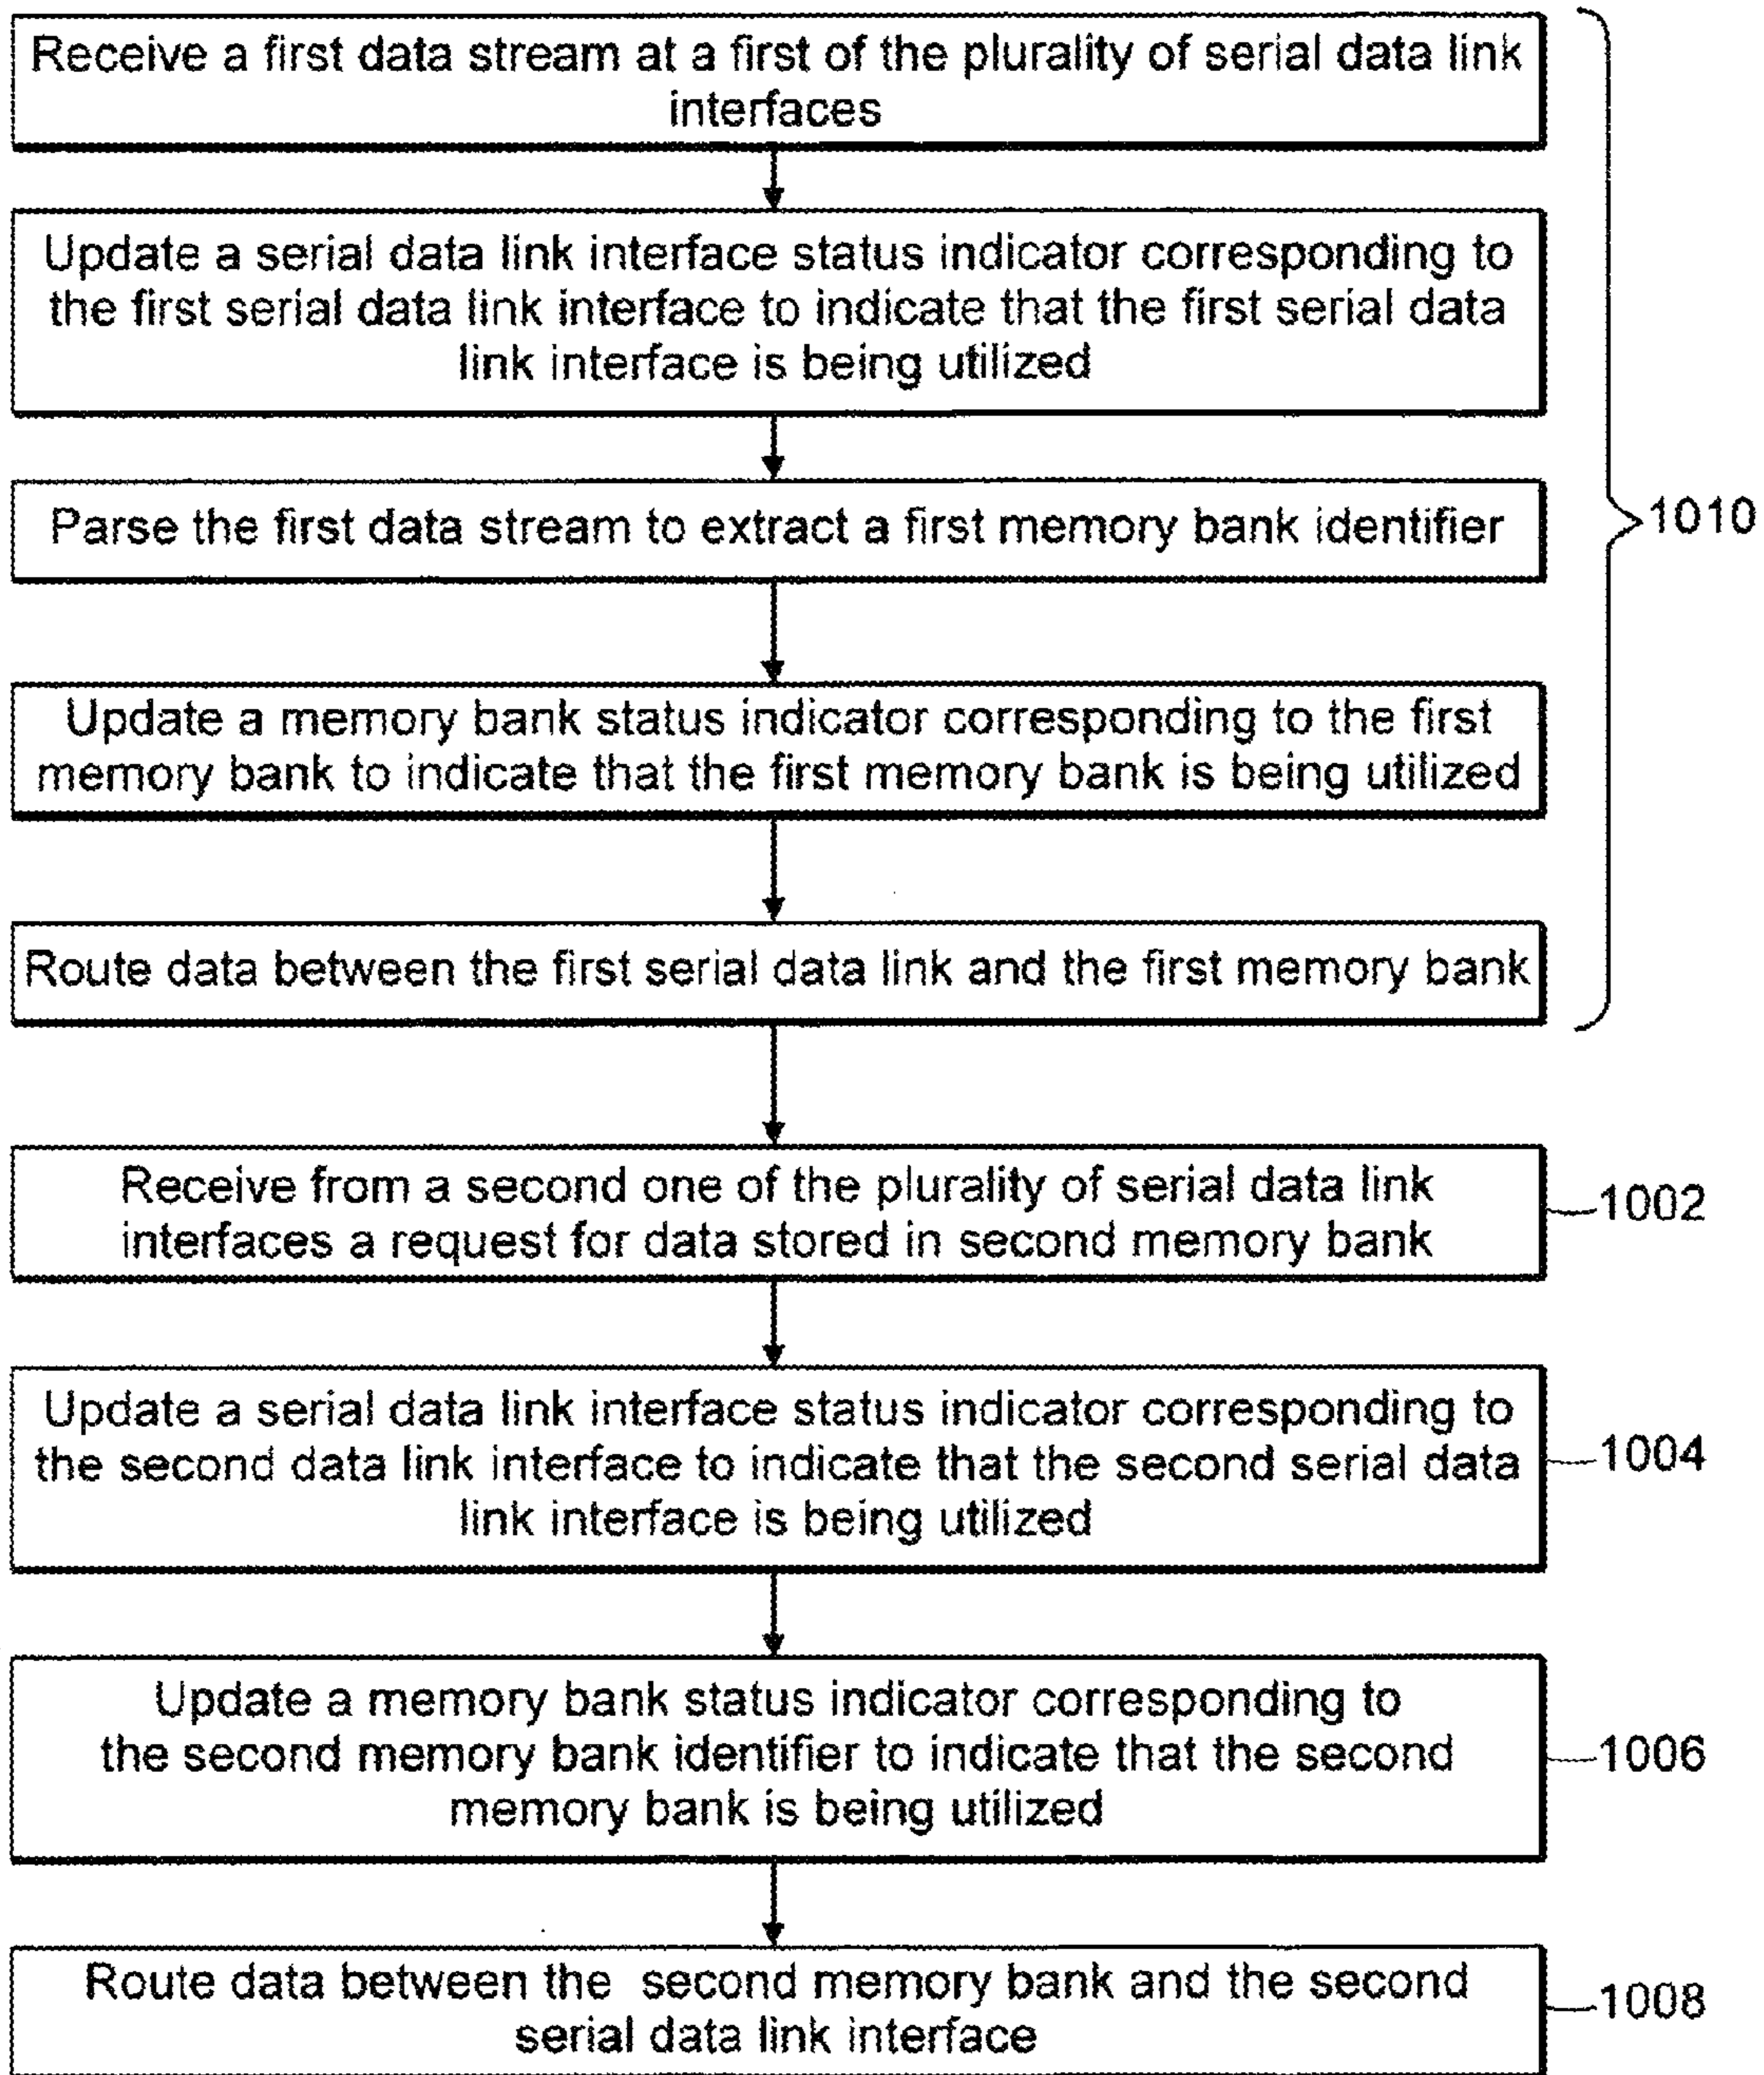 Receive a first data stream at a first of the plurality of serial data link
interfaces
Update a serial data link interface status indicator corresponding to
the first serial data link interface to indicate that the first serial data
link interface is being utilized
Parse the first data stream to extract a first memory bank identifier
1010
Update a memory bank status indicator corresponding to the first
memory bank to indicate that the first memory bank is being utilized
Route data between the first serial data link and the first memory bank
Receive from a second one of the plurality of serial data link
interfaces a request for data stored in second memory bank
1002
Update a serial data link interface status indicator corresponding to
the second data link interface to indicate that the second serial data
link interface is being utilized
1004
Update a memory bank status indicator corresponding to
the second memory bank identifier to indicate that the second
memory bank is being utilized
1006
Route data between the second memory bank and the second
serial data link interface
1008